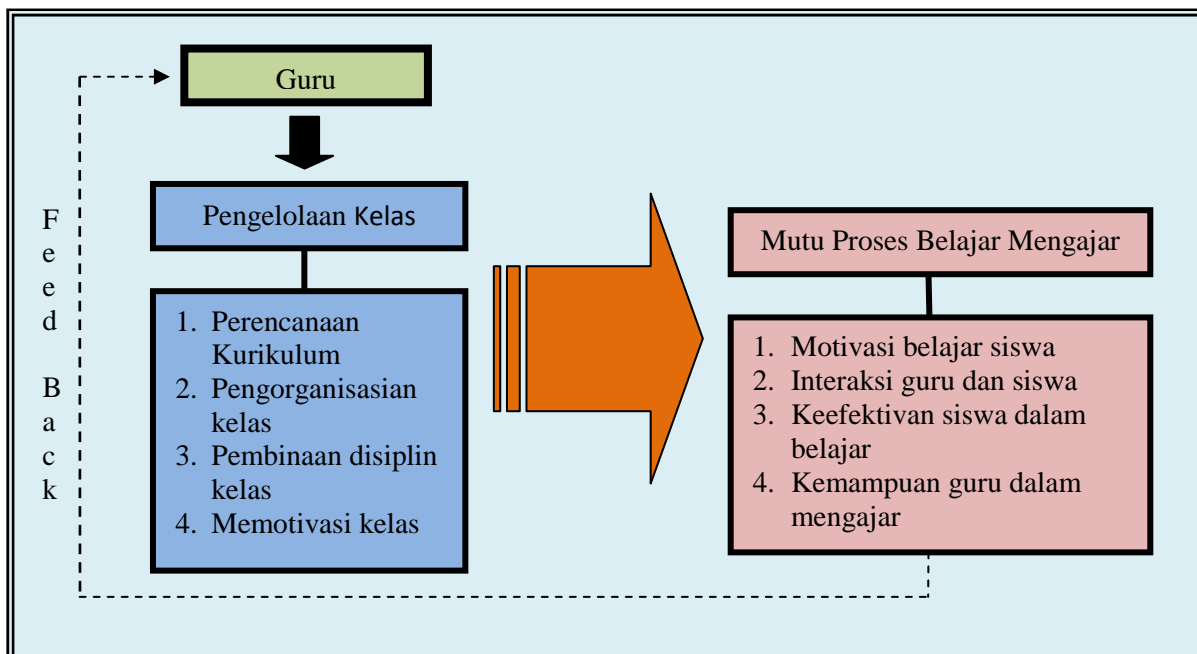 Guru
Pengelolaan Kelas
1. Perencanaan
Kurikulum
2. Pengorganisasian
kelas
3. Pembinaan disiplin
kelas
4. Memotivasi kelas
Mutu Proses Belajar Mengajar
1. Motivasi belajar siswa
2. Interaksi guru dan siswa
3. Keefektivan siswa dalam
belajar
4. Kemampuan guru dalam
mengajar
F
e
e
d
B
a
c
k